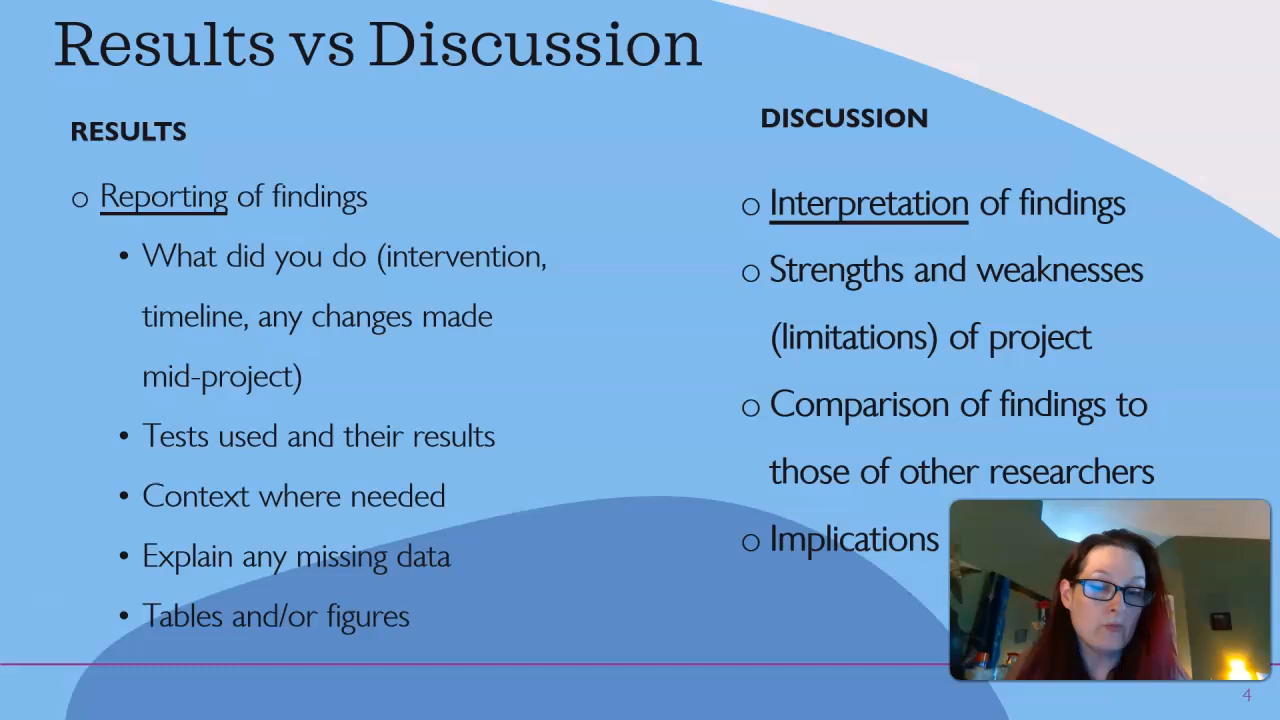 Results vs Discussion
RESULTS
o Reporting of findings
• What did you do (intervention,
timeline, any changes made
mid-project)
• Tests used and their results
• Context where needed
• Explain any missing data
• Tables and/or figures
DISCUSSION
o Interpretation of findings
o Strengths and weaknesses
(limitations) of project
o Comparison of findings to
those of other researchers
o Implications
4